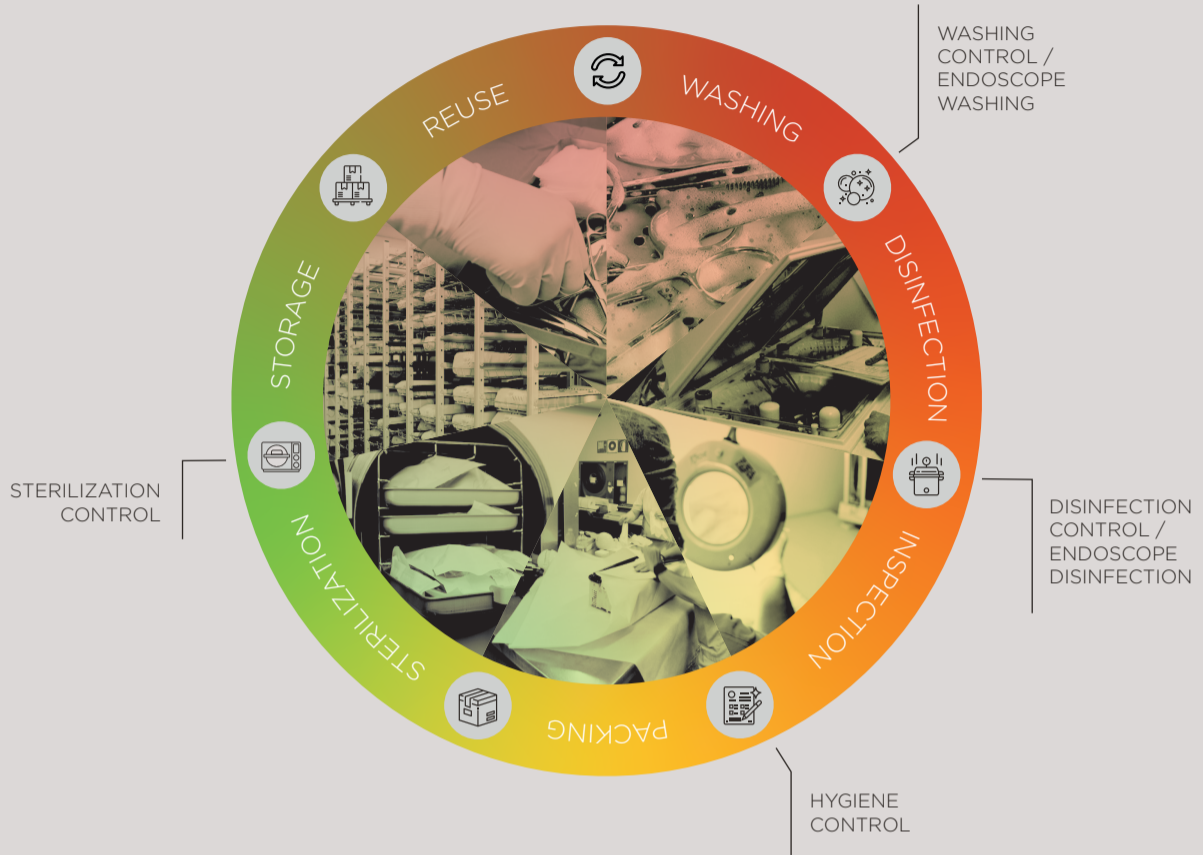 WASHING
CONTROL /
ENDOSCOPE
WASHING
REUSE
WASHING
DISINFECTION
STORAGE
STERILIZATION
CONTROL
DISINFECTION
CONTROL /
ENDOSCOPE
DISINFECTION
INSPECTION
STERILIZATION
PACKING
HYGIENE
CONTROL